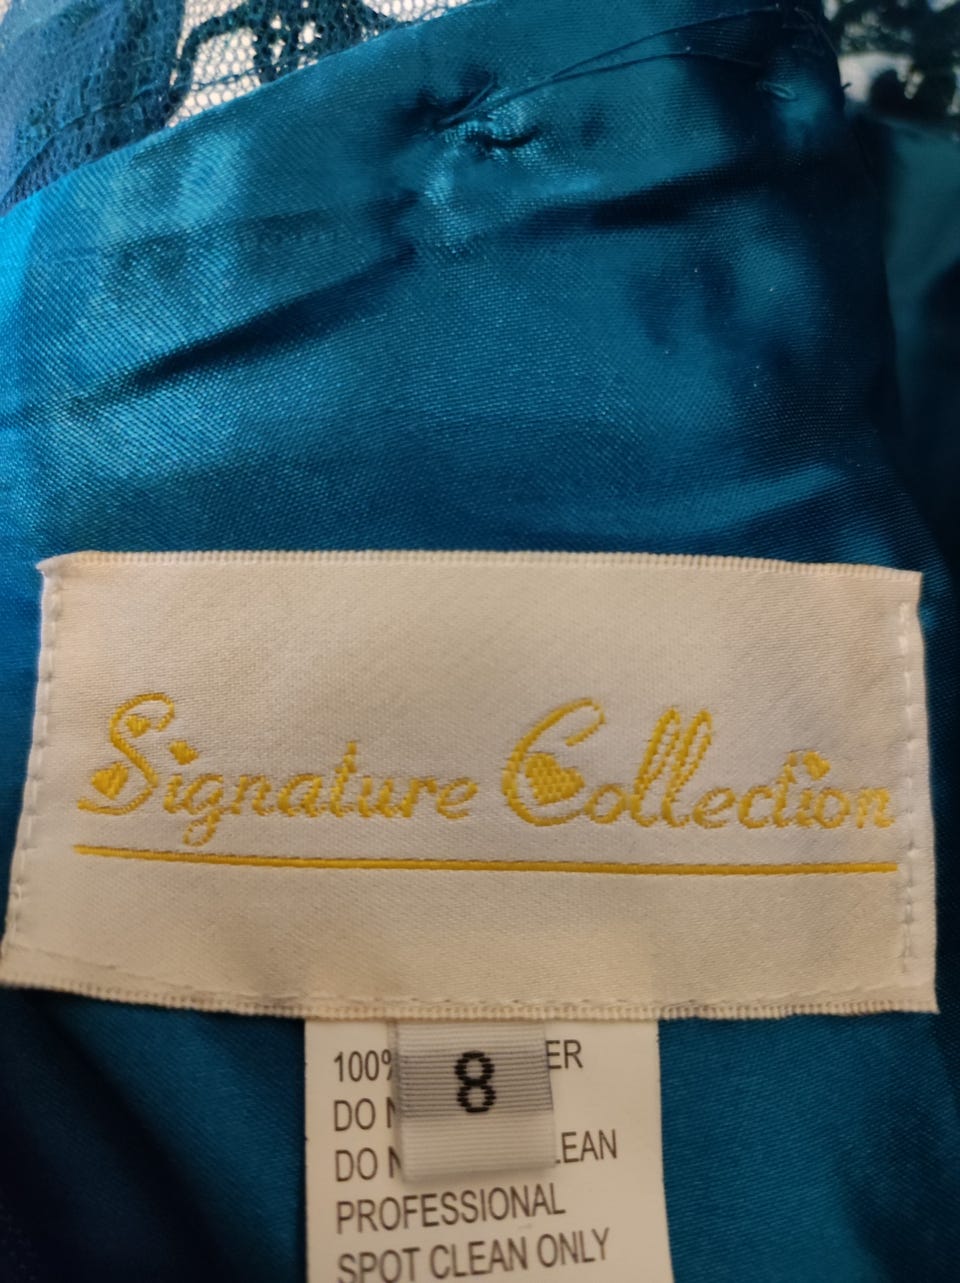 Signature Collection
8
100% ER
DO
DO LEAN
PROFESSIONAL
SPOT CLEAN ONLY